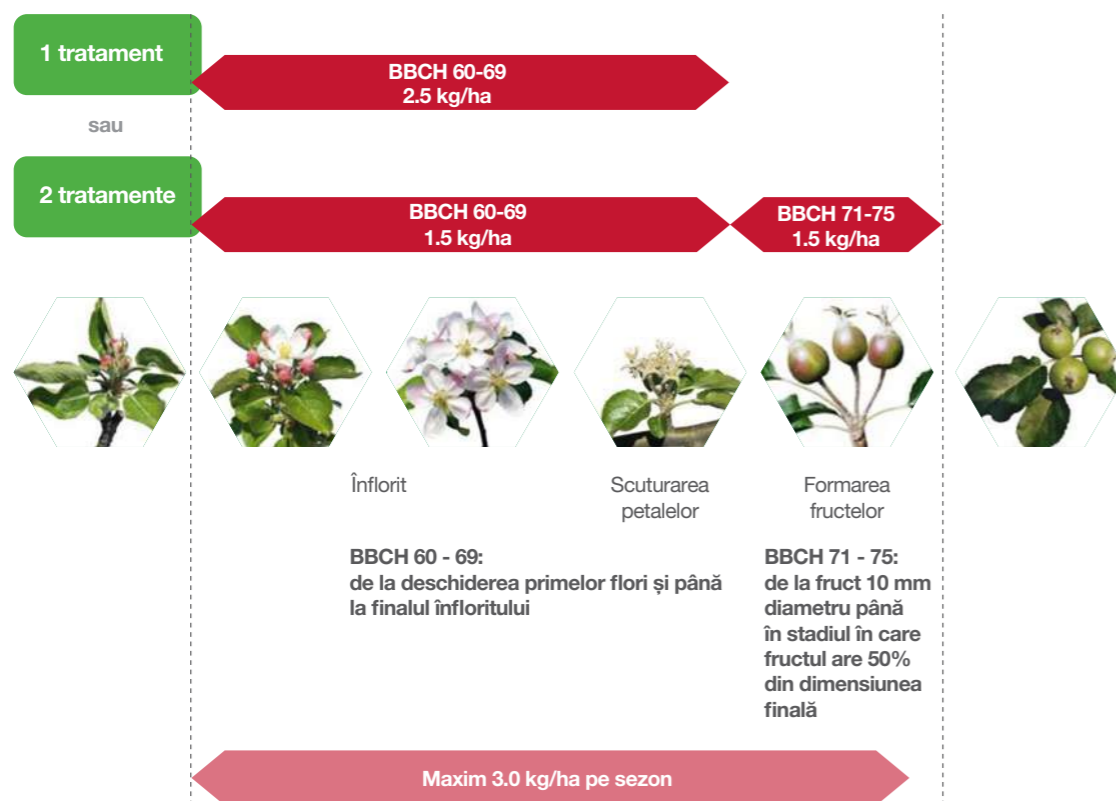 1 tratament
BBCH 60-69
2.5 kg/ha
sau
2 tratamente
BBCH 60-69
1.5 kg/ha
BBCH 71-75
1.5 kg/ha
Înflorit
Scuturarea
petalelor
Formarea
fructelor
BBCH 60 - 69:
de la deschiderea primelor flori și până
la finalul înfloritului
BBCH 71 - 75:
de la fruct 10 mm
diametru până
în stadiul în care
fructul are 50%
din dimensiunea
finală
Maxim 3.0 kg/ha pe sezon